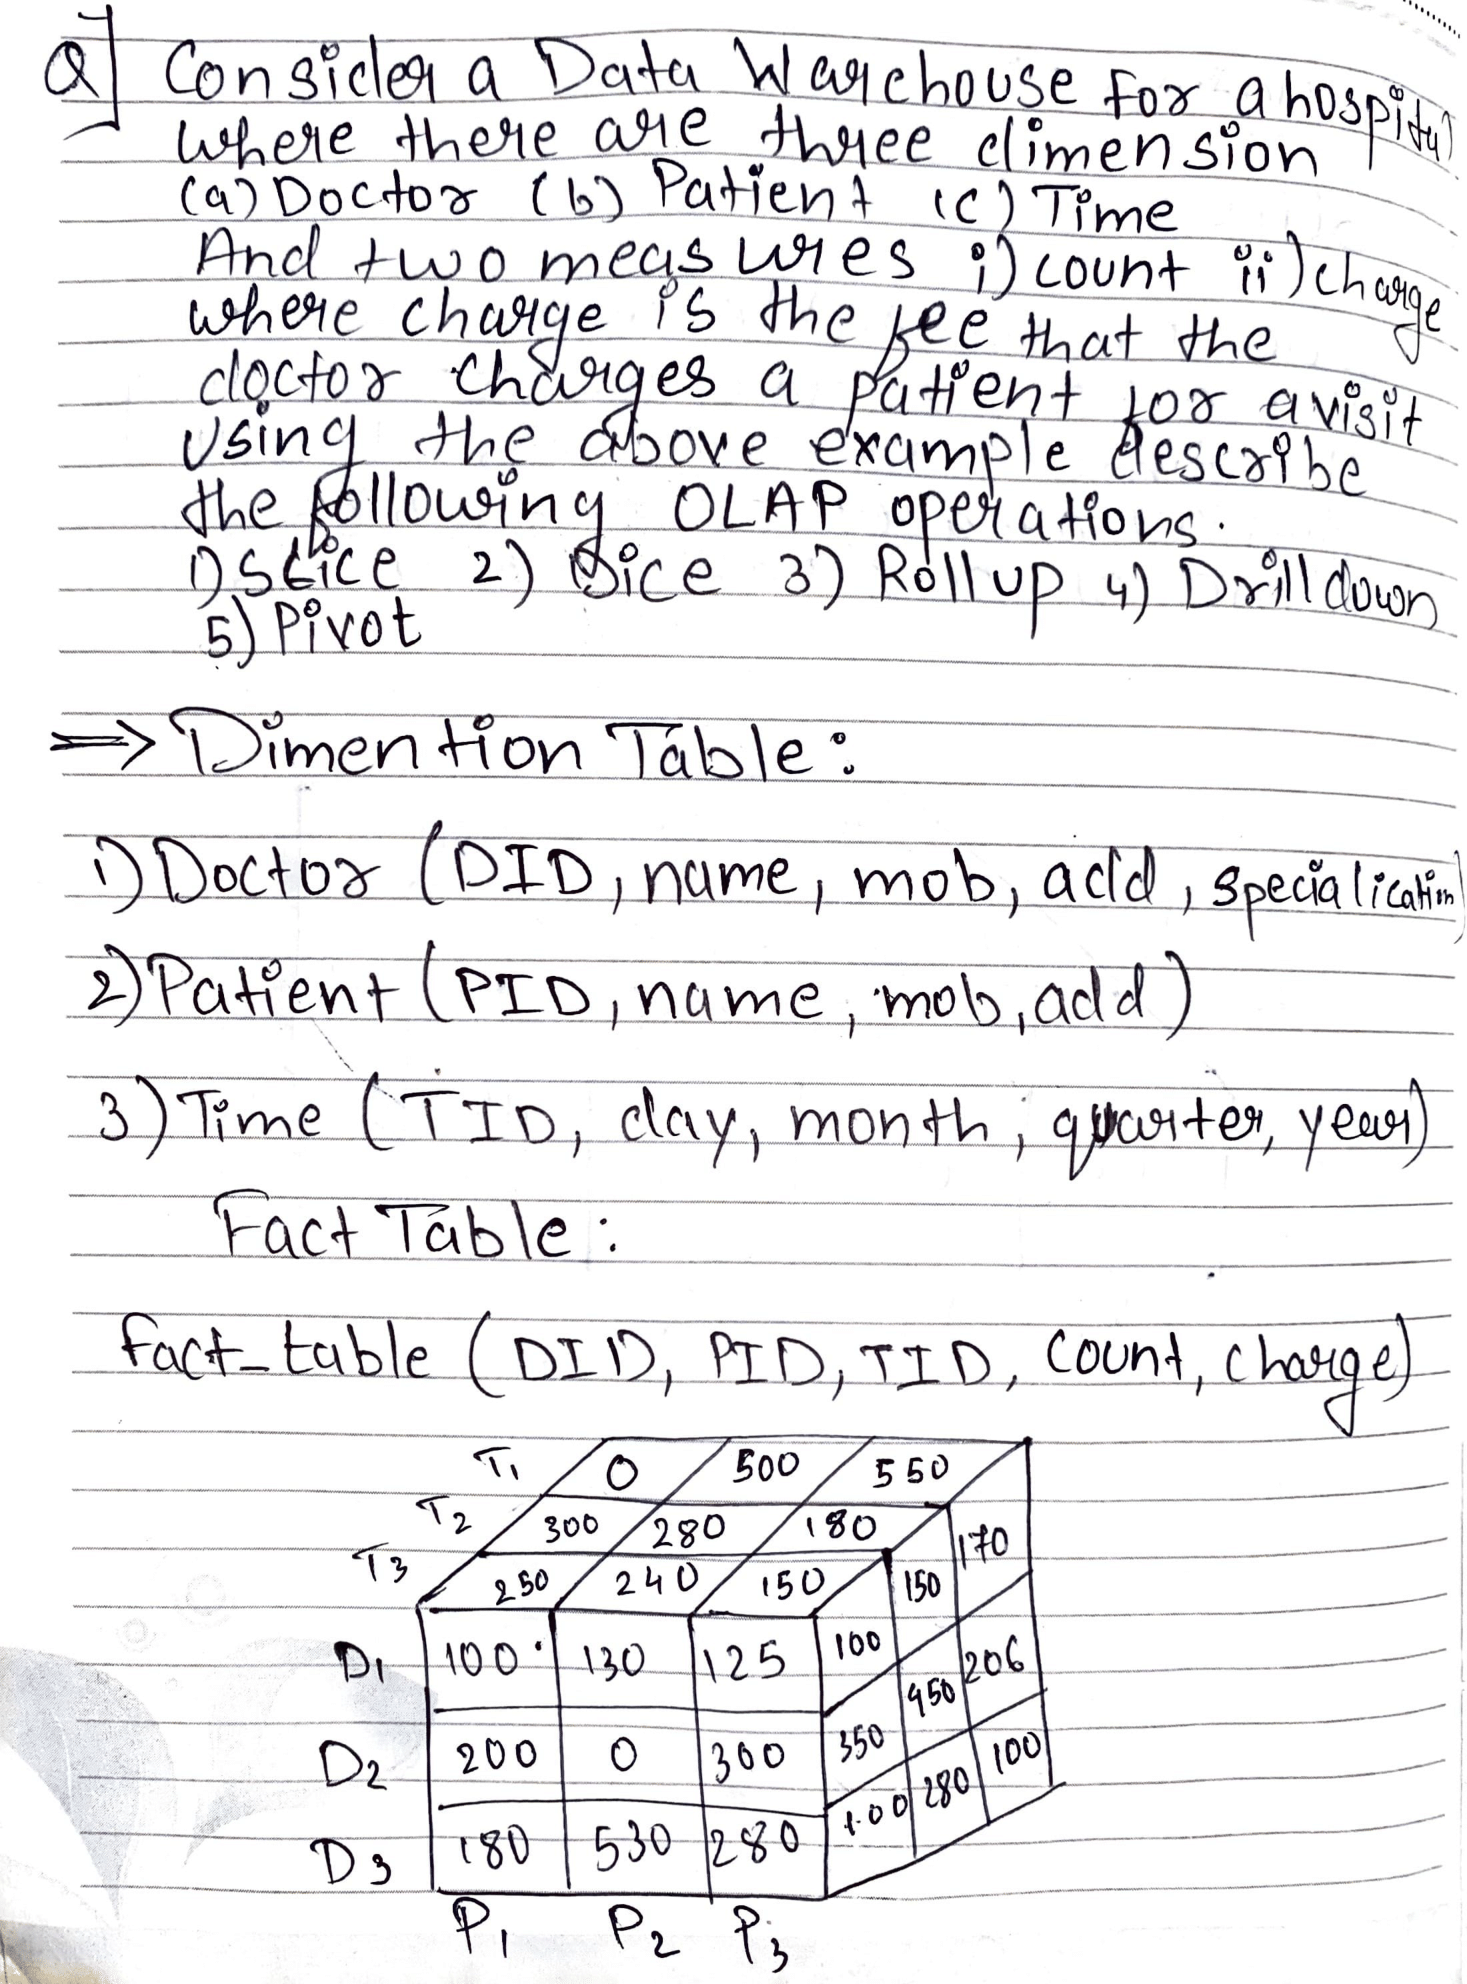 Q] Consider a Data Warehouse for a hospital
where there are three dimension
(a) Doctor (b) Patient (c) Time
And two measures i) count ii) charge
where charge is the fee that the
doctor charges a patient for a visit
Using the above example describe
the following OLAP operations.
1) Slice 2) Dice 3) Roll up 4) Drill down
5) Pivot
=> Dimention Table :
1) Doctor (DID, name, mob, add, specialication)
2) Patient (PID, name, mob, add)
3) Time (TID, day, month, quarter, year)
Fact Table :
fact_table (DID, PID, TID, count, charge)
T1 0 500 550
T2 300 280 180
T3 250 240 150
170
150
D1 100 130 125 100
206
450
D2 200 0 300 350
100
280
D3 180 530 280 100
P1 P2 P3